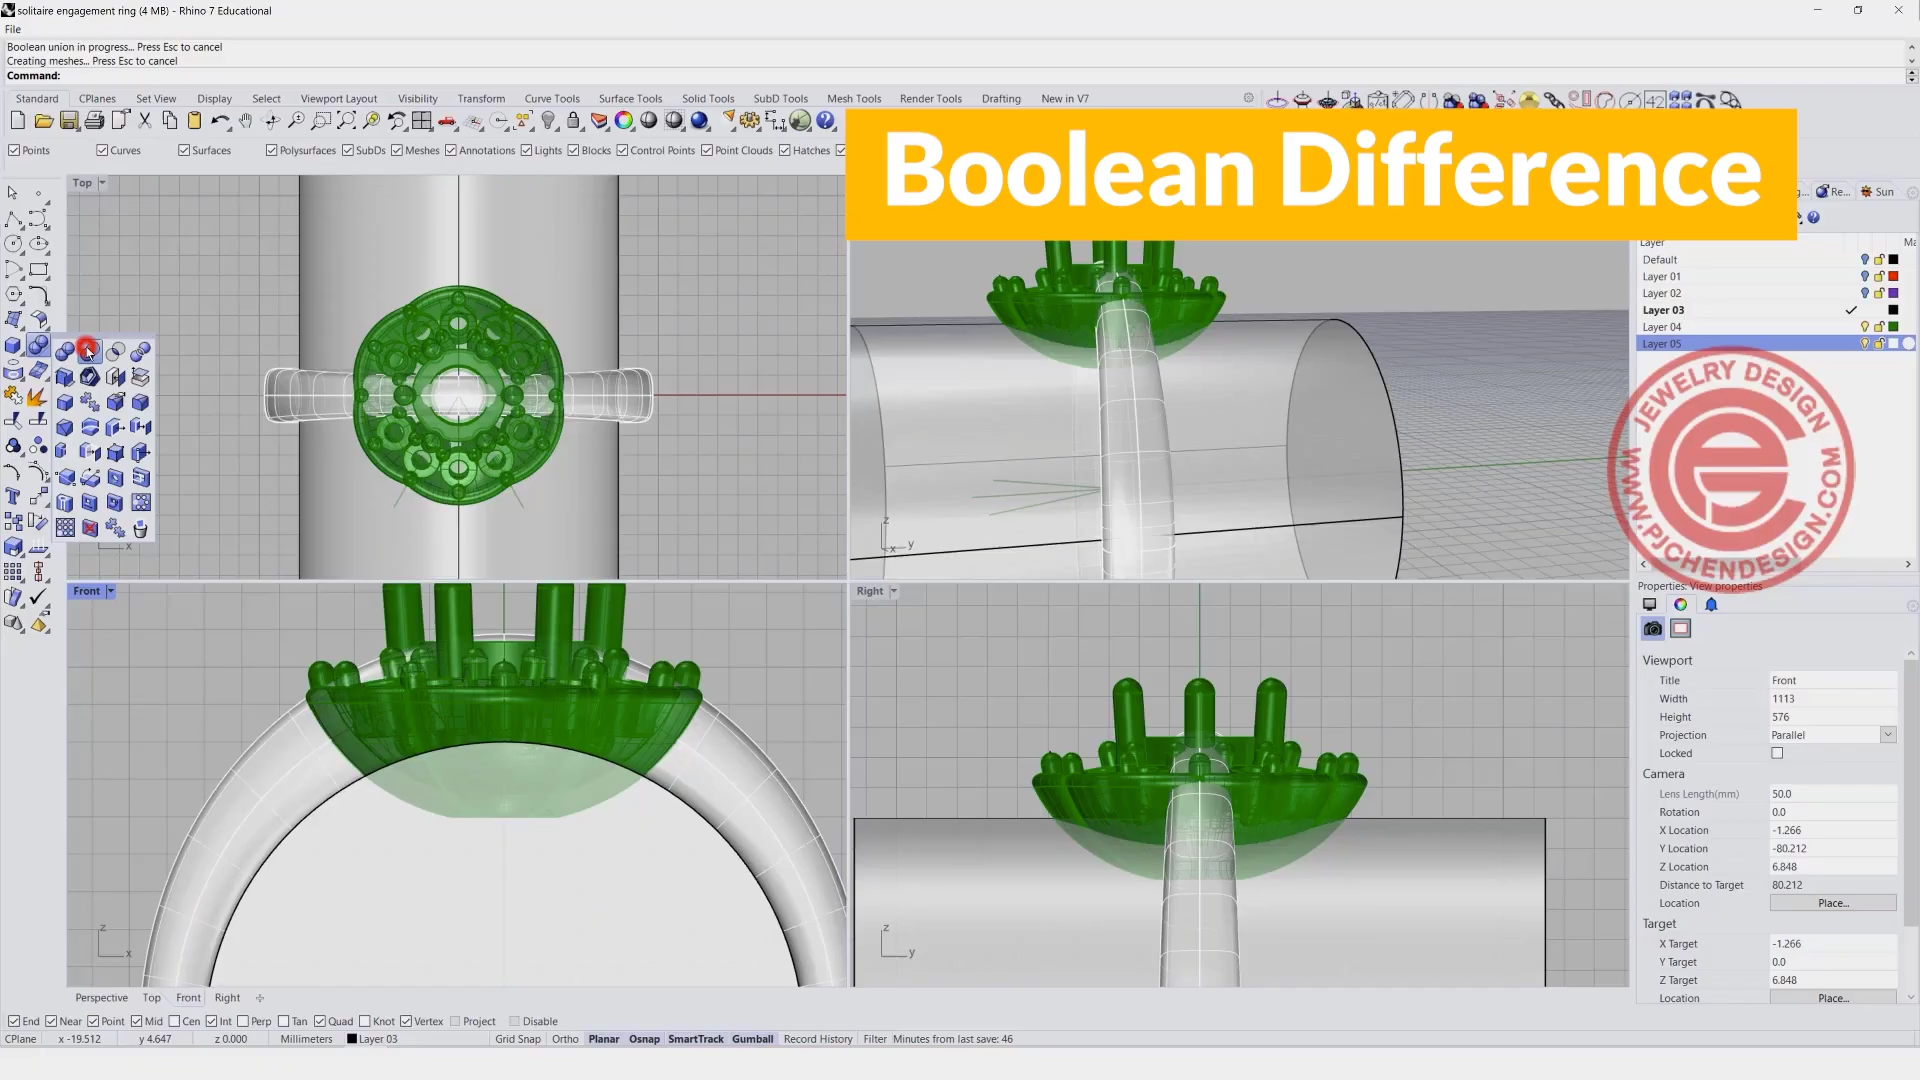 solitaire engagement ring (4 MB) - Rhino 7 Educational
File
Boolean union in progress... Press Esc to cancel
Creating meshes... Press Esc to cancel
Command:
Standard CPlanes Set View Display Select Viewport Layout Visibility Transform Curve Tools Surface Tools Solid Tools SubD Tools Mesh Tools Render Tools Drafting New in V7
42
Boolean Difference
Points Curves Surfaces Polysurfaces SubDs Meshes Annotations Lights Blocks Control Points Point Clouds Hatches
Top
Re... Sun
Layer Ma
Default
Layer 01
Layer 02
Layer 03
Layer 04
Layer 05
JEWELRY DESIGN
WWW.PJCHENDESIGN.COM
z
x y
x
Front
Right
z
x
z
y
Properties: View properties
Viewport
Title Front
Width 1113
Height 576
Projection Parallel
Locked
Camera
Lens Length(mm) 50.0
Rotation 0.0
X Location -1.266
Y Location -80.212
Z Location 6.848
Distance to Target 80.212
Location Place...
Target
X Target -1.266
Y Target 0.0
Z Target 6.848
Location Place...
Perspective Top Front Right
End Near Point Mid Cen Int Perp Tan Quad Knot Vertex Project Disable
CPlane x -19.512 y 4.647 z 0.000 Millimeters Layer 03 Grid Snap Ortho Planar Osnap SmartTrack Gumball Record History Filter Minutes from last save: 46